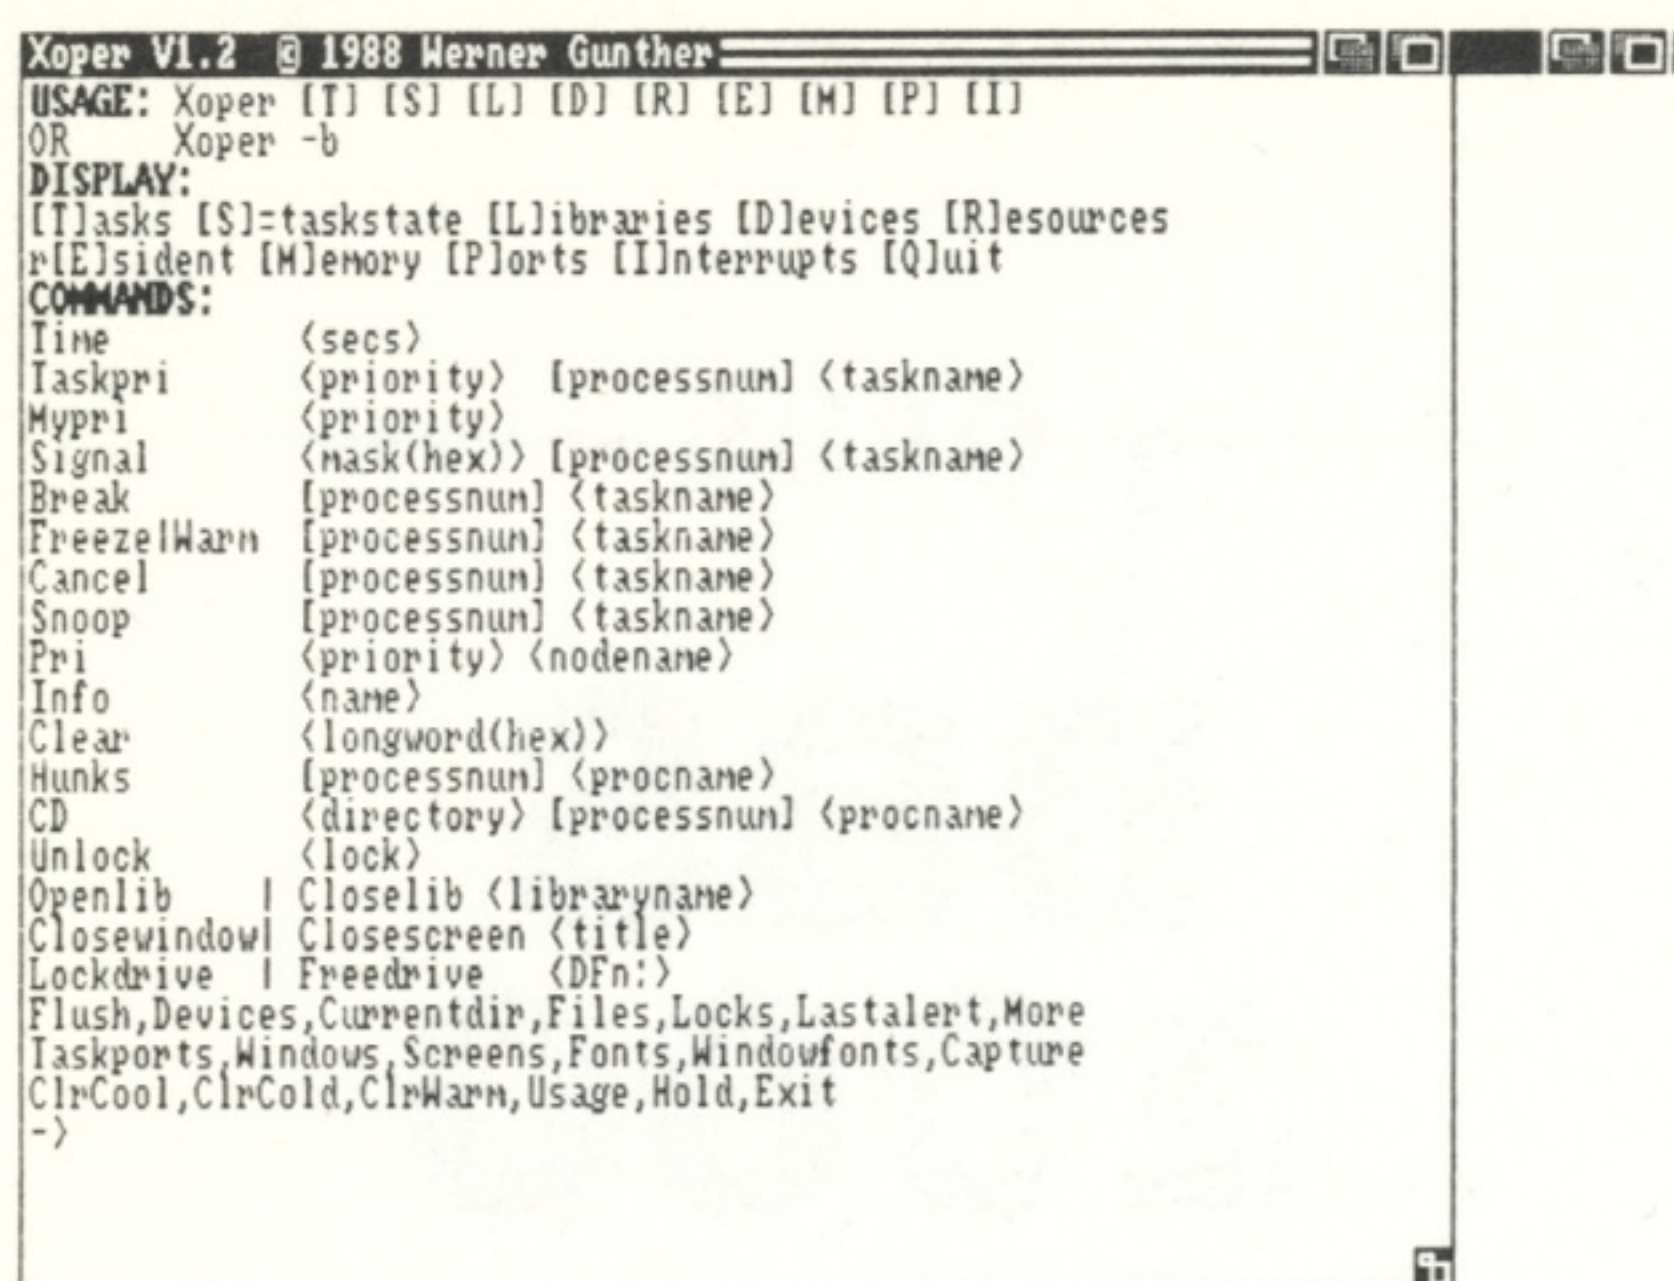 Xoper V1.2  © 1988 Werner Gunther
USAGE: Xoper [T] [S] [L] [D] [R] [E] [M] [P] [I]
OR     Xoper -b
DISPLAY:
[T]asks [S]=taskstate [L]ibraries [D]evices [R]esources
r[E]sident [M]emory [P]orts [I]nterrupts [Q]uit
COMMANDS:
Time         <secs>
Taskpri      <priority>  [processnum] <taskname>
Mypri        <priority>
Signal       <mask(hex)> [processnum] <taskname>
Break        [processnum] <taskname>
Freeze|Warm  [processnum] <taskname>
Cancel       [processnum] <taskname>
Snoop        [processnum] <taskname>
Pri          <priority> <nodename>
Info         <name>
Clear        <longword(hex)>
Hunks        [processnum] <procname>
CD           <directory> [processnum] <procname>
Unlock       <lock>
Openlib    | Closelib <libraryname>
Closewindow| Closescreen <title>
Lockdrive  | Freedrive   <DFn:>
Flush,Devices,Currentdir,Files,Locks,Lastalert,More
Taskports,Windows,Screens,Fonts,Windowfonts,Capture
ClrCool,ClrCold,ClrWarm,Usage,Hold,Exit
->